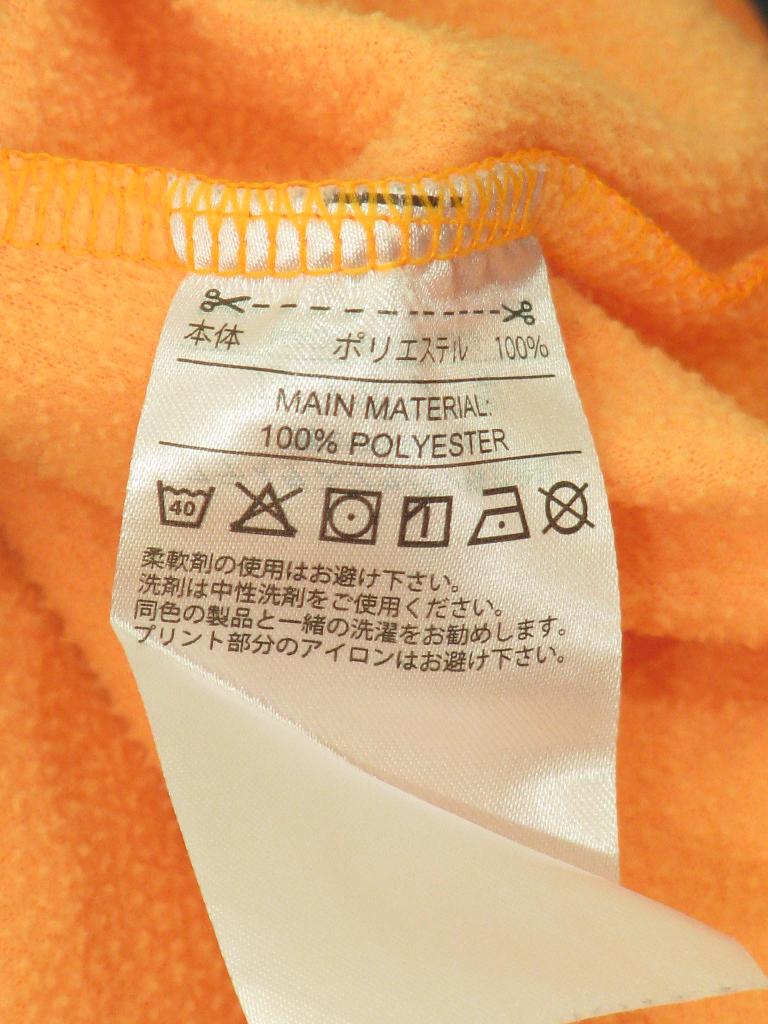 本体 ポリエステル 100%
MAIN MATERIAL:
100% POLYESTER
40
柔軟剤の使用はお避け下さい。
洗剤は中性洗剤をご使用ください。
同色の製品と一緒の洗濯をお勧めします。
プリント部分のアイロンはお避け下さい。